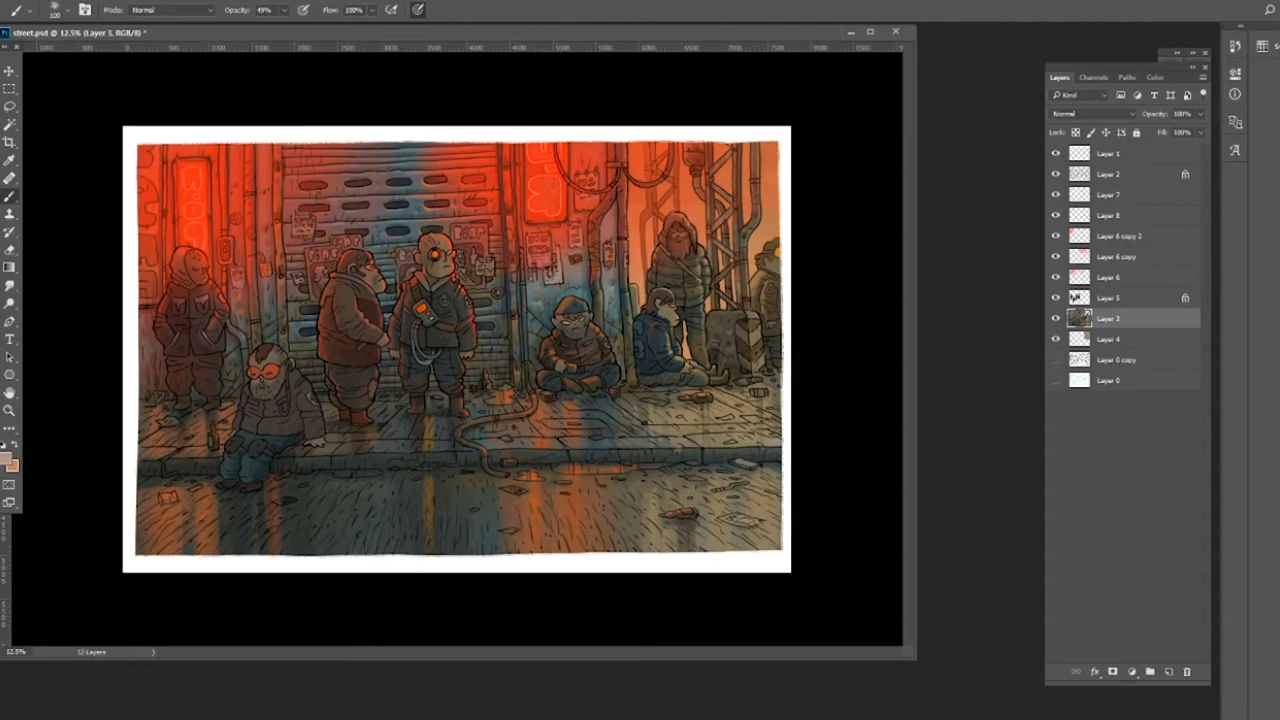 Mode: Normal Opacity: 49% Flow: 100%
100
street.psd @ 12.5% (Layer 3, RGB/8) *
Layers Channels Paths Color
Kind
Normal Opacity: 100%
Lock: Fill: 100%
Layer 1
Layer 2
Layer 7
Layer 8
Layer 6 copy 2
Layer 6 copy
Layer 6
Layer 5
Layer 3
Layer 4
Layer 0 copy
Layer 0
12.5% 12 Layers